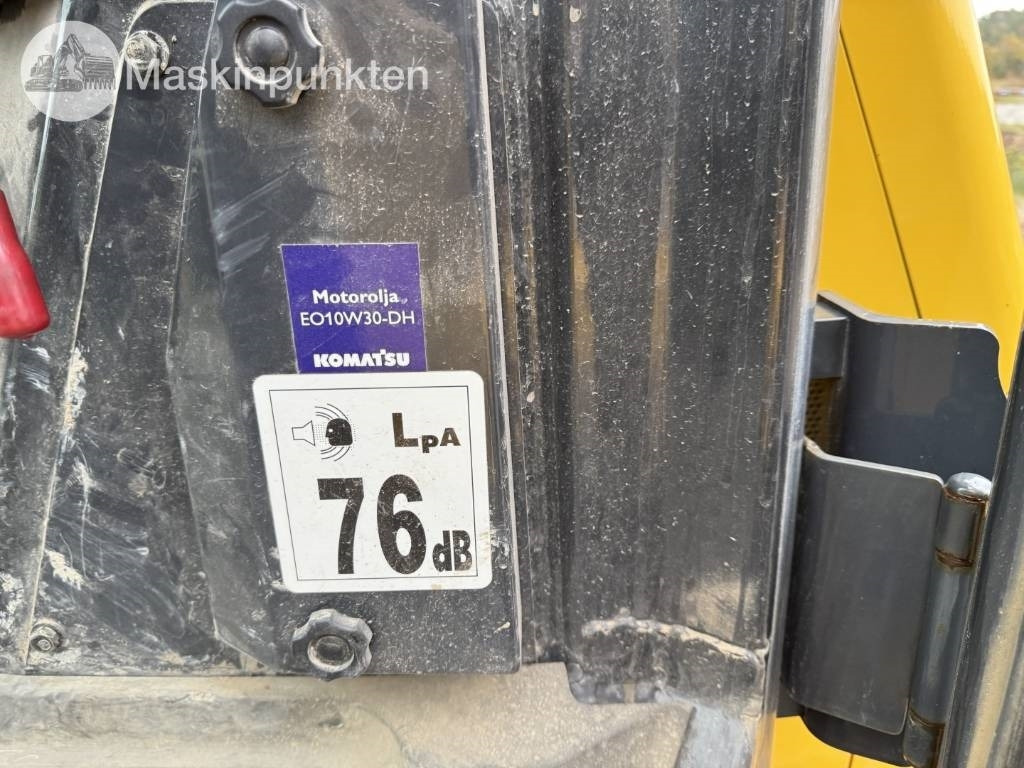 Maskinpunkten
Motorolja
EO10W30-DH
KOMATSU
LpA
76dB